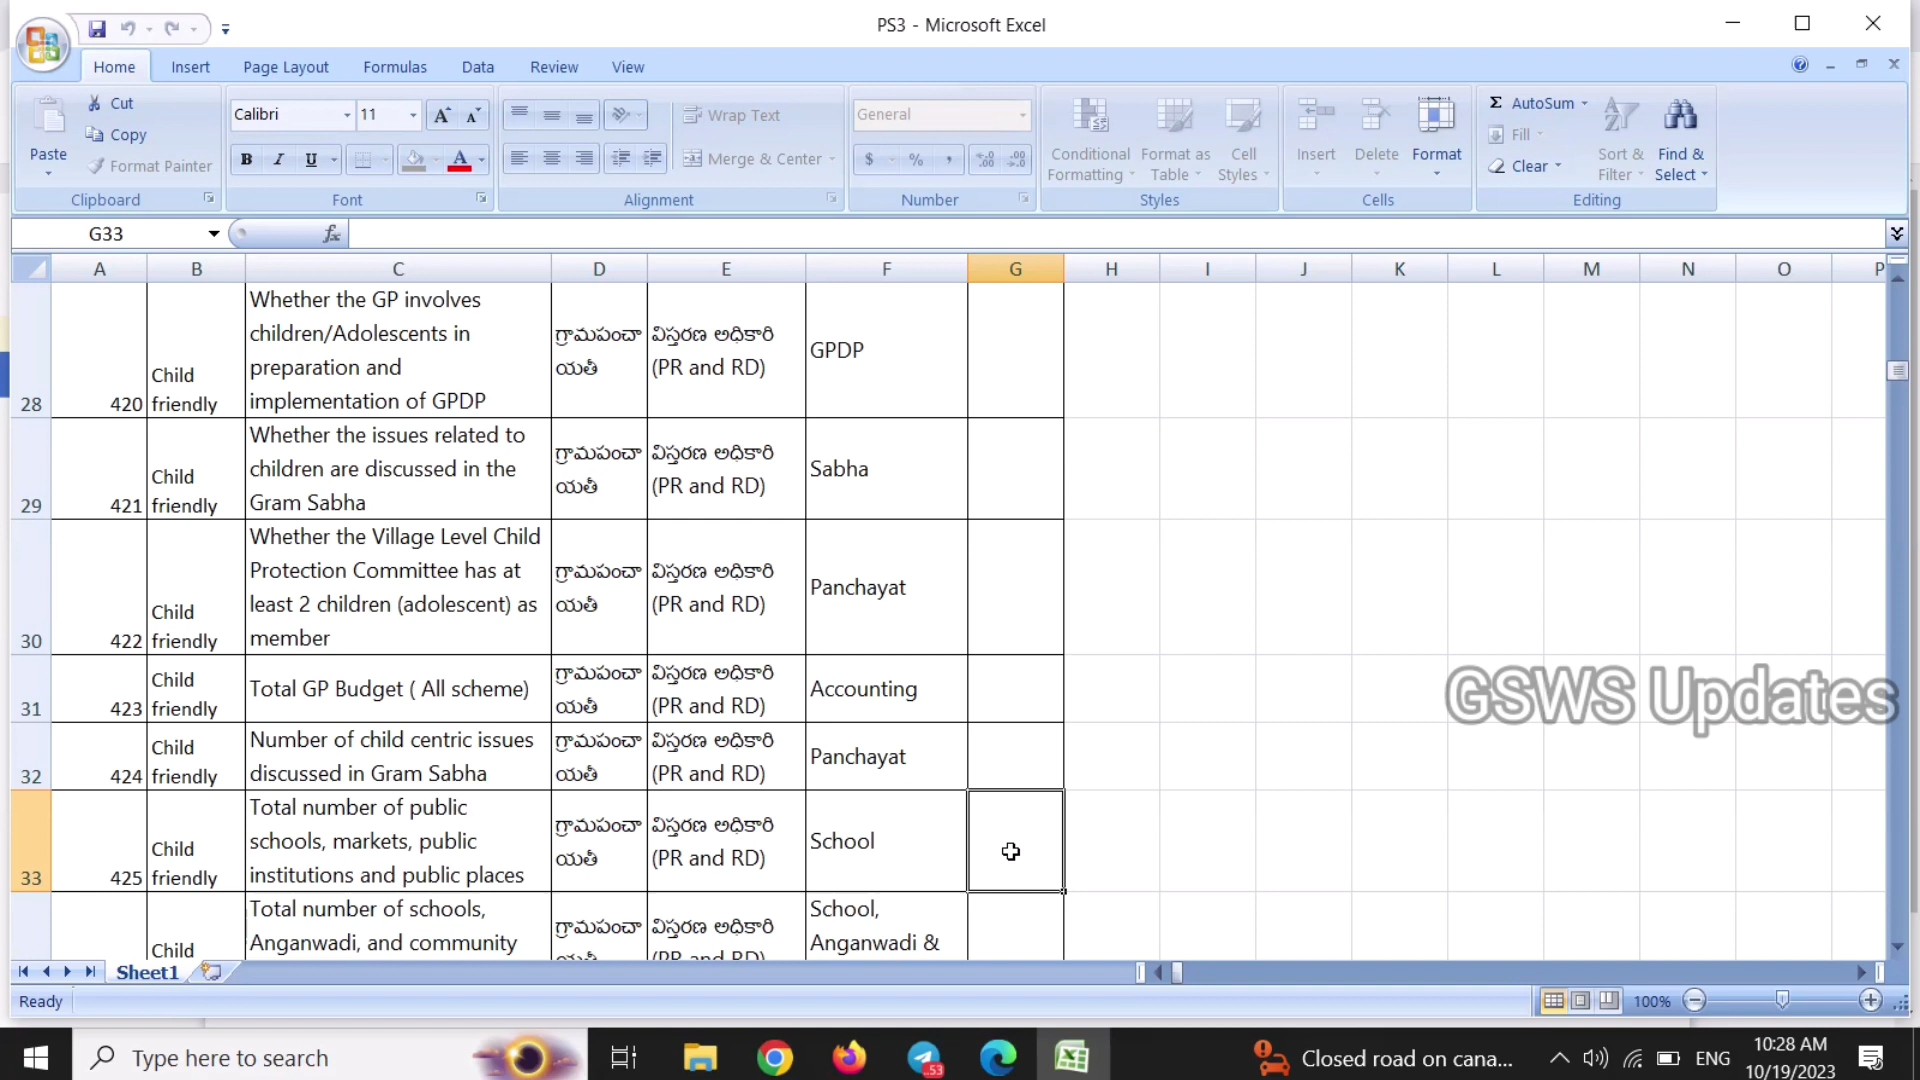 PS3 - Microsoft Excel
Home Insert Page Layout Formulas Data Review View
Paste
Cut
Copy
Format Painter
Clipboard
Calibri 11
B I U A
Font
Wrap Text
Merge & Center
Alignment
General
$ % ,
Number
Conditional Formatting
Format as Table
Cell Styles
Styles
Insert Delete Format
Cells
Σ AutoSum
Fill
Clear
Sort & Filter
Find & Select
Editing
G33 fx
A B C D E F G H I J K L M N O P
28 420 Child friendly
Whether the GP involves
children/Adolescents in
preparation and
implementation of GPDP
గ్రామపంచా
యతీ
విస్తరణ అధికారి
(PR and RD)
GPDP
29 421 Child friendly
Whether the issues related to
children are discussed in the
Gram Sabha
గ్రామపంచా
యతీ
విస్తరణ అధికారి
(PR and RD)
Sabha
30 422 Child friendly
Whether the Village Level Child
Protection Committee has at
least 2 children (adolescent) as
member
గ్రామపంచా
యతీ
విస్తరణ అధికారి
(PR and RD)
Panchayat
31 423 Child friendly
Total GP Budget ( All scheme)
గ్రామపంచా
యతీ
విస్తరణ అధికారి
(PR and RD)
Accounting
32 424 Child friendly
Number of child centric issues
discussed in Gram Sabha
గ్రామపంచా
యతీ
విస్తరణ అధికారి
(PR and RD)
Panchayat
33 425 Child friendly
Total number of public
schools, markets, public
institutions and public places
గ్రామపంచా
యతీ
విస్తరణ అధికారి
(PR and RD)
School
Child
Total number of schools,
Anganwadi, and community
గ్రామపంచా
యతీ
విస్తరణ అధికారి
(PR and RD)
School,
Anganwadi &
GSWS Updates
Sheet1
Ready 100%
Type here to search
53
Closed road on cana...
ENG
10:28 AM
10/19/2023